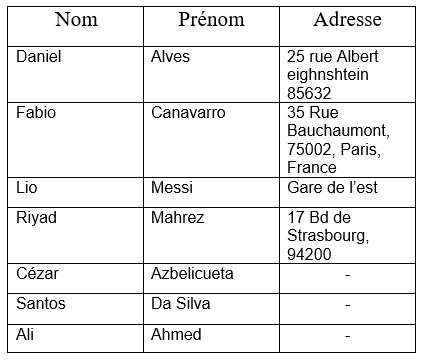 Nom Prénom Adresse
Daniel Alves 25 rue Albert
eighnshtein
85632
Fabio Canavarro 35 Rue
Bauchaumont,
75002, Paris,
France
Lio Messi Gare de l’est
Riyad Mahrez 17 Bd de
Strasbourg,
94200
Cézar Azbelicueta -
Santos Da Silva -
Ali Ahmed -